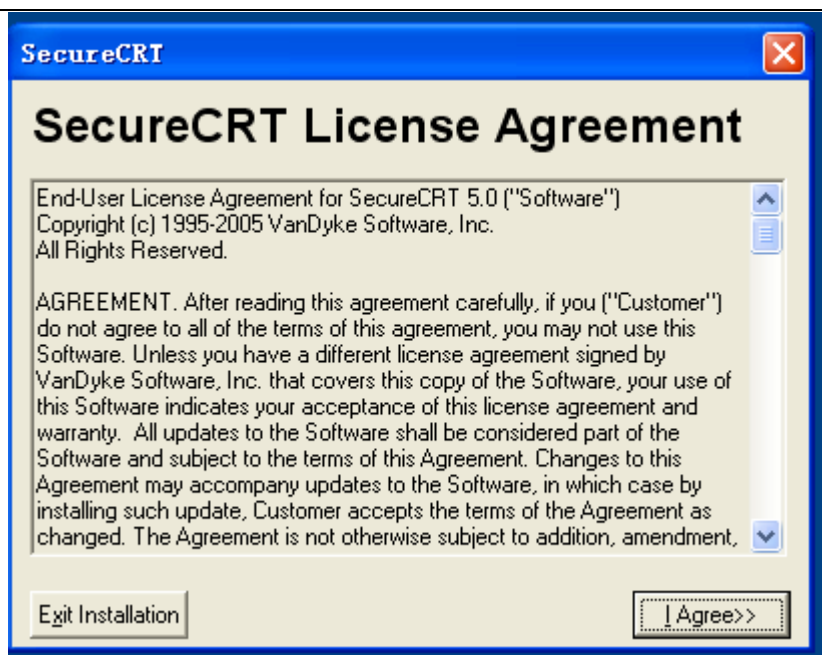 SecureCRT
SecureCRT License Agreement
End-User License Agreement for SecureCRT 5.0 ("Software")
Copyright (c) 1995-2005 VanDyke Software, Inc.
All Rights Reserved.
AGREEMENT. After reading this agreement carefully, if you ("Customer")
do not agree to all of the terms of this agreement, you may not use this
Software. Unless you have a different license agreement signed by
VanDyke Software, Inc. that covers this copy of the Software, your use of
this Software indicates your acceptance of this license agreement and
warranty.  All updates to the Software shall be considered part of the
Software and subject to the terms of this Agreement. Changes to this
Agreement may accompany updates to the Software, in which case by
installing such update, Customer accepts the terms of the Agreement as
changed. The Agreement is not otherwise subject to addition, amendment,
Exit Installation
I Agree>>